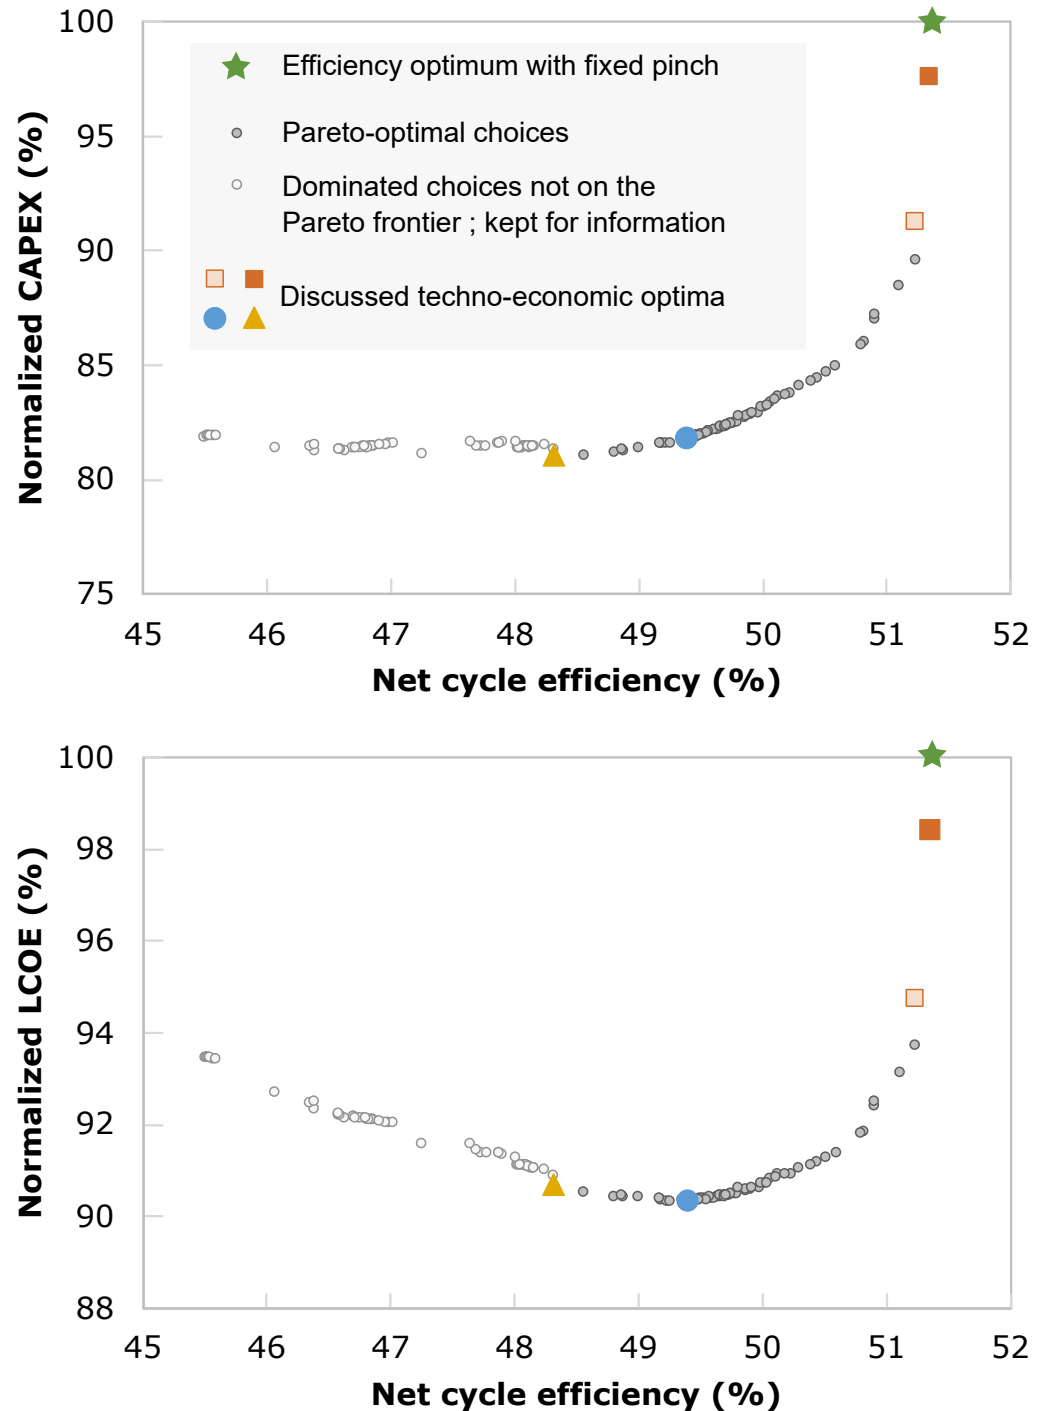 100
95
90
85
80
75
Normalized CAPEX (%)
Efficiency optimum with fixed pinch
Pareto-optimal choices
Dominated choices not on the
Pareto frontier ; kept for information
Discussed techno-economic optima
45 46 47 48 49 50 51 52
Net cycle efficiency (%)
100
98
96
94
92
90
88
Normalized LCOE (%)
45 46 47 48 49 50 51 52
Net cycle efficiency (%)